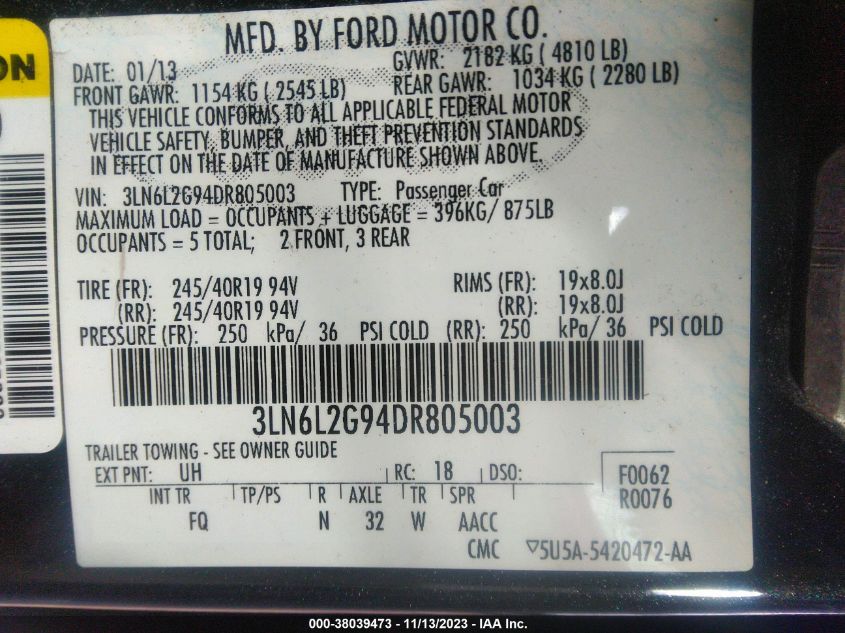 ON
MFD. BY FORD MOTOR CO.
DATE: 01/13 GVWR: 2182 KG ( 4810 LB)
FRONT GAWR: 1154 KG ( 2545 LB) REAR GAWR: 1034 KG ( 2280 LB)
THIS VEHICLE CONFORMS TO ALL APPLICABLE FEDERAL MOTOR
VEHICLE SAFETY, BUMPER, AND THEFT PREVENTION STANDARDS
IN EFFECT ON THE DATE OF MANUFACTURE SHOWN ABOVE.
VIN: 3LN6L2G94DR805003 TYPE: Passenger Car
MAXIMUM LOAD = OCCUPANTS + LUGGAGE = 396KG/ 875LB
OCCUPANTS = 5 TOTAL; 2 FRONT, 3 REAR
TIRE (FR): 245/40R19 94V RIMS (FR): 19x8.0J
(RR): 245/40R19 94V (RR): 19x8.0J
PRESSURE (FR): 250 kPa/ 36 PSI COLD (RR): 250 kPa/ 36 PSI COLD
3LN6L2G94DR805003
TRAILER TOWING - SEE OWNER GUIDE
EXT PNT: UH RC: 18 DSO: F0062
INT TR TP/PS R AXLE TR SPR R0076
FQ N 32 W AACC
CMC ▽5U5A-5420472-AA
000-38039473 - 11/13/2023 - IAA Inc.